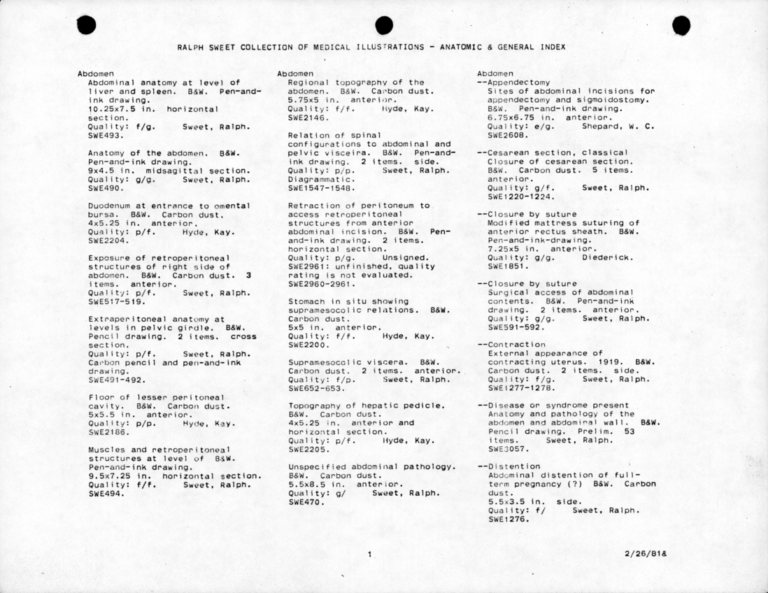 RALPH SWEET COLLECTION OF MEDICAL ILLUSTRATIONS - ANATOMIC & GENERAL INDEX
Abdomen
Abdominal anatomy at level of
liver and spleen. B&W. Pen-and-
ink drawing.
10.25x7.5 in. horizontal
section.
Quality: f/g. Sweet, Ralph.
SWE493.
Anatomy of the abdomen. B&W.
Pen-and-ink drawing.
9x4.5 in. midsagittal section.
Quality: g/g. Sweet, Ralph.
SWE490.
Duodenum at entrance to omental
bursa. B&W. Carbon dust.
4x5.25 in. anterior.
Quality: p/f. Hyde, Kay.
SWE2204.
Exposure of retroperitoneal
structures of right side of
abdomen. B&W. Carbon dust. 3
items. anterior.
Quality: p/f. Sweet, Ralph.
SWE517-519.
Extraperitoneal anatomy at
levels in pelvic girdle. B&W.
Pencil drawing. 2 items. cross
section.
Quality: p/f. Sweet, Ralph.
Carbon pencil and pen-and-ink
drawing.
SWE491-492.
Floor of lesser peritoneal
cavity. B&W. Carbon dust.
5x5.5 in. anterior.
Quality: p/p. Hyde, Kay.
SWE2186.
Muscles and retroperitoneal
structures at level of B&W.
Pen-and-ink drawing.
9.5x7.25 in. horizontal section.
Quality: f/f. Sweet, Ralph.
SWE494.
Abdomen
Regional topography of the
abdomen. B&W. Carbon dust.
5.75x5 in. anterior.
Quality: f/f. Hyde, Kay.
SWE2146.
Relation of spinal
configurations to abdominal and
pelvic visceira. B&W. Pen-and-
ink drawing. 2 items. side.
Quality: p/p. Sweet, Ralph.
Diagrammatic.
SWE1547-1548.
Retraction of peritoneum to
access retroperitoneal
structures from anterior
abdominal incision. B&W. Pen-
and-ink drawing. 2 items.
horizontal section.
Quality: p/g. Unsigned.
SWE2961: unfinished, quality
rating is not evaluated.
SWE2960-2961.
Stomach in situ showing
supramesocolic relations. B&W.
Carbon dust.
5x5 in. anterior.
Quality: f/f. Hyde, Kay.
SWE2200.
Supramesocolic viscera. B&W.
Carbon dust. 2 items. anterior.
Quality: f/p. Sweet, Ralph.
SWE652-653.
Topography of hepatic pedicle.
B&W. Carbon dust.
4x5.25 in. anterior and
horizontal section.
Quality: p/f. Hyde, Kay.
SWE2205.
Unspecified abdominal pathology.
B&W. Carbon dust.
5.5x8.5 in. anterior.
Quality: g/ Sweet, Ralph.
SWE470.
Abdomen
--Appendectomy
Sites of abdominal incisions for
appendectomy and sigmoidostomy.
B&W. Pen-and-ink drawing.
6.75x6.75 in. anterior.
Quality: e/g. Shepard, W. C.
SWE2608.
--Cesarean section, classical
Closure of cesarean section.
B&W. Carbon dust. 5 items.
anterior.
Quality: g/f. Sweet, Ralph.
SWE1220-1224.
--Closure by suture
Modified mattress suturing of
anterior rectus sheath. B&W.
Pen-and-ink-drawing.
7.25x5 in. anterior.
Quality: g/g. Diederick.
SWE1851.
--Closure by suture
Surgical access of abdominal
contents. B&W. Pen-and-ink
drawing. 2 items. anterior.
Quality: g/g. Sweet, Ralph.
SWE591-592.
--Contraction
External appearance of
contracting uterus. 1919. B&W.
Carbon dust. 2 items. side.
Quality: f/g. Sweet, Ralph.
SWE1277-1278.
--Disease or syndrome present
Anatomy and pathology of the
abdomen and abdominal wall. B&W.
Pencil drawing. Prelim. 53
items. Sweet, Ralph.
SWE3057.
--Distention
Abdominal distention of full-
term pregnancy (?) B&W. Carbon
dust.
5.5x3.5 in. side.
Quality: f/ Sweet, Ralph.
SWE1276.
1
2/26/81&